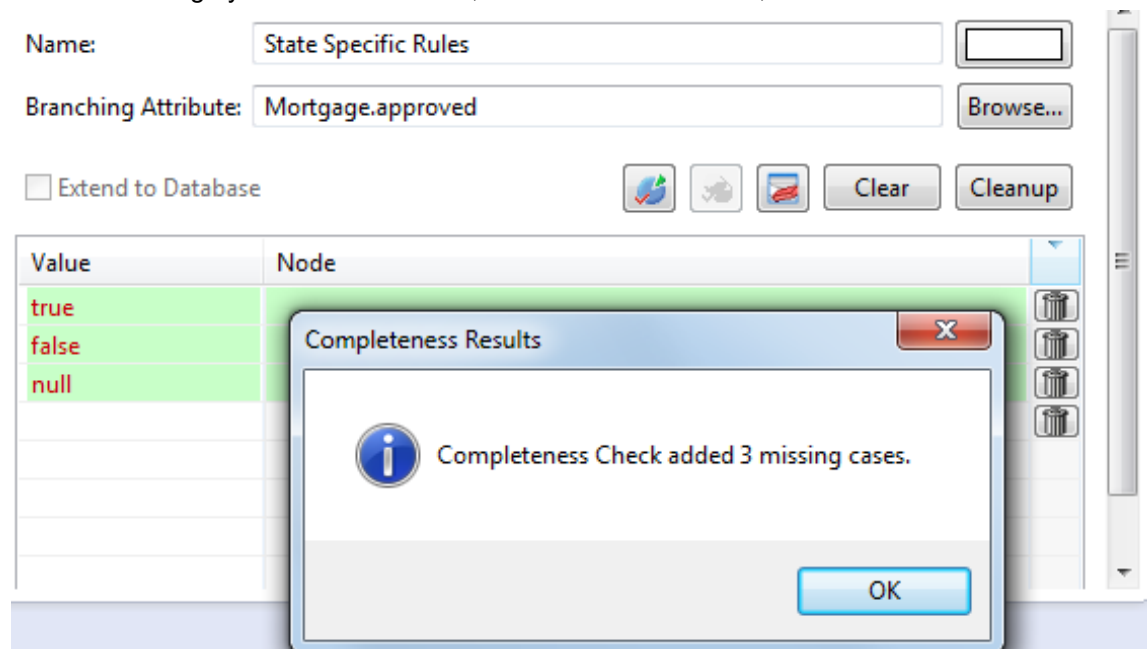 Name: State Specific Rules
Branching Attribute: Mortgage.approved Browse...
Extend to Database Clear Cleanup
Value Node
true
false
null
Completeness Results
Completeness Check added 3 missing cases.
OK